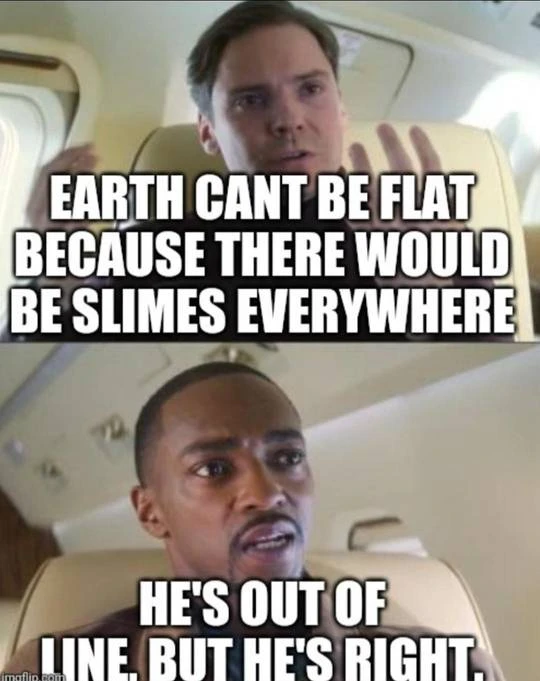 EARTH CANT BE FLAT
BECAUSE THERE WOULD
BE SLIMES EVERYWHERE
HE'S OUT OF
LINE, BUT HE'S RIGHT.
imgflip.com